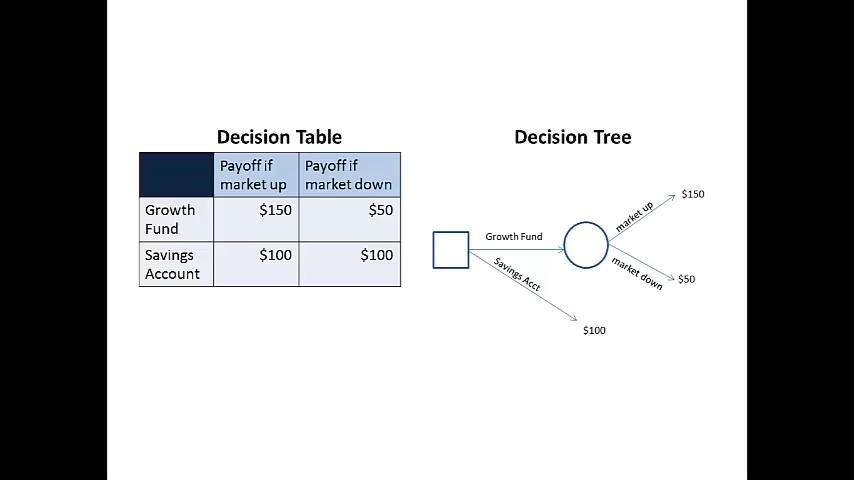 Decision Table
Payoff if
market up
Payoff if
market down
Growth
Fund
$150
$50
Savings
Account
$100
$100
Decision Tree
Growth Fund
Savings Acct
market up
market down
$150
$50
$100